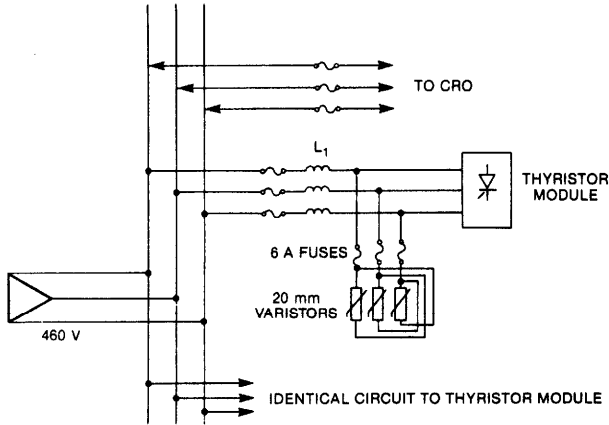 TO CRO
L1
THYRISTOR
MODULE
6 A FUSES
20 mm
VARISTORS
460 V
IDENTICAL CIRCUIT TO THYRISTOR MODULE